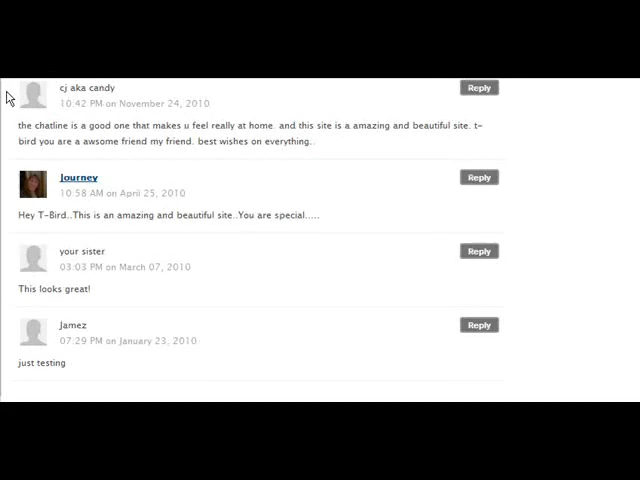 cj aka candy
Reply
10:42 PM on November 24, 2010
the chatline is a good one that makes u feel really at home. and this site is a amazing and beautiful site. t-
bird you are a awsome friend my friend. best wishes on everything..
Journey
Reply
10:58 AM on April 25, 2010
Hey T-Bird..This is an amazing and beautiful site..You are special.....
your sister
Reply
03:03 PM on March 07, 2010
This looks great!
Jamez
Reply
07:29 PM on January 23, 2010
just testing